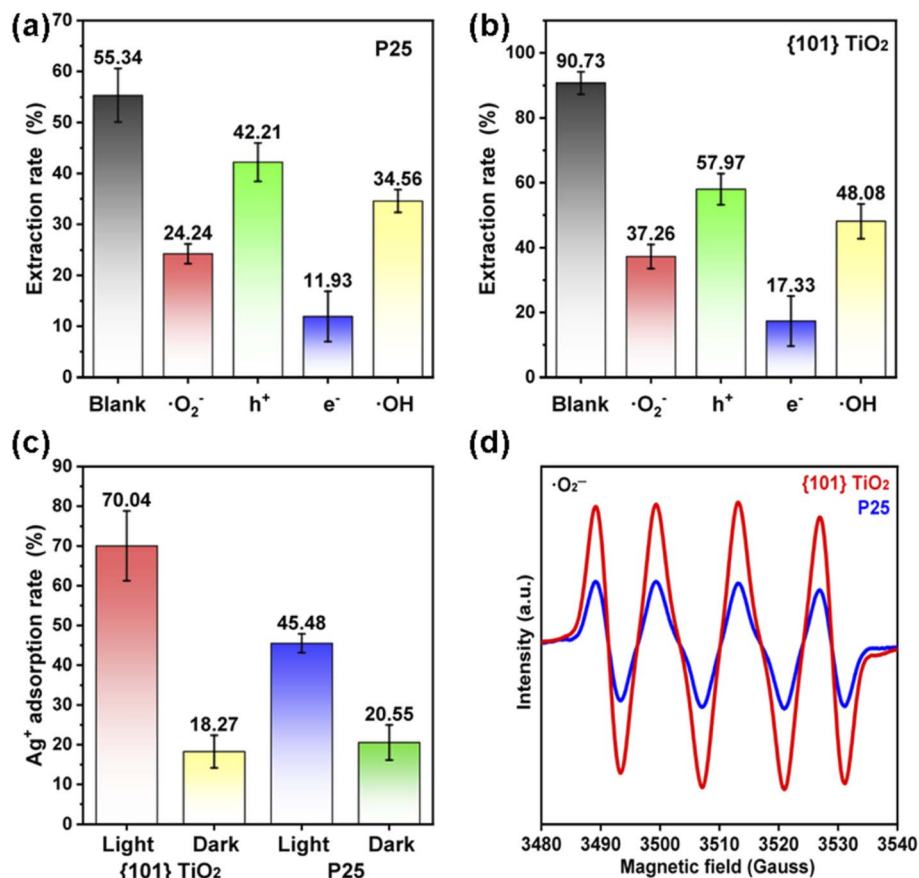 (a)
P25
Extraction rate (%)
70
60
50
40
30
20
10
0
55.34
24.24
42.21
11.93
34.56
Blank ·O₂⁻ h⁺ e⁻ ·OH
(b)
{101} TiO₂
Extraction rate (%)
100
80
60
40
20
0
90.73
37.26
57.97
17.33
48.08
Blank ·O₂⁻ h⁺ e⁻ ·OH
(c)
Ag⁺ adsorption rate (%)
90
80
70
60
50
40
30
20
10
0
70.04
18.27
45.48
20.55
Light Dark Light Dark
{101} TiO₂ P25
(d)
·O₂⁻
{101} TiO₂
P25
Intensity (a.u.)
3480 3490 3500 3510 3520 3530 3540
Magnetic field (Gauss)